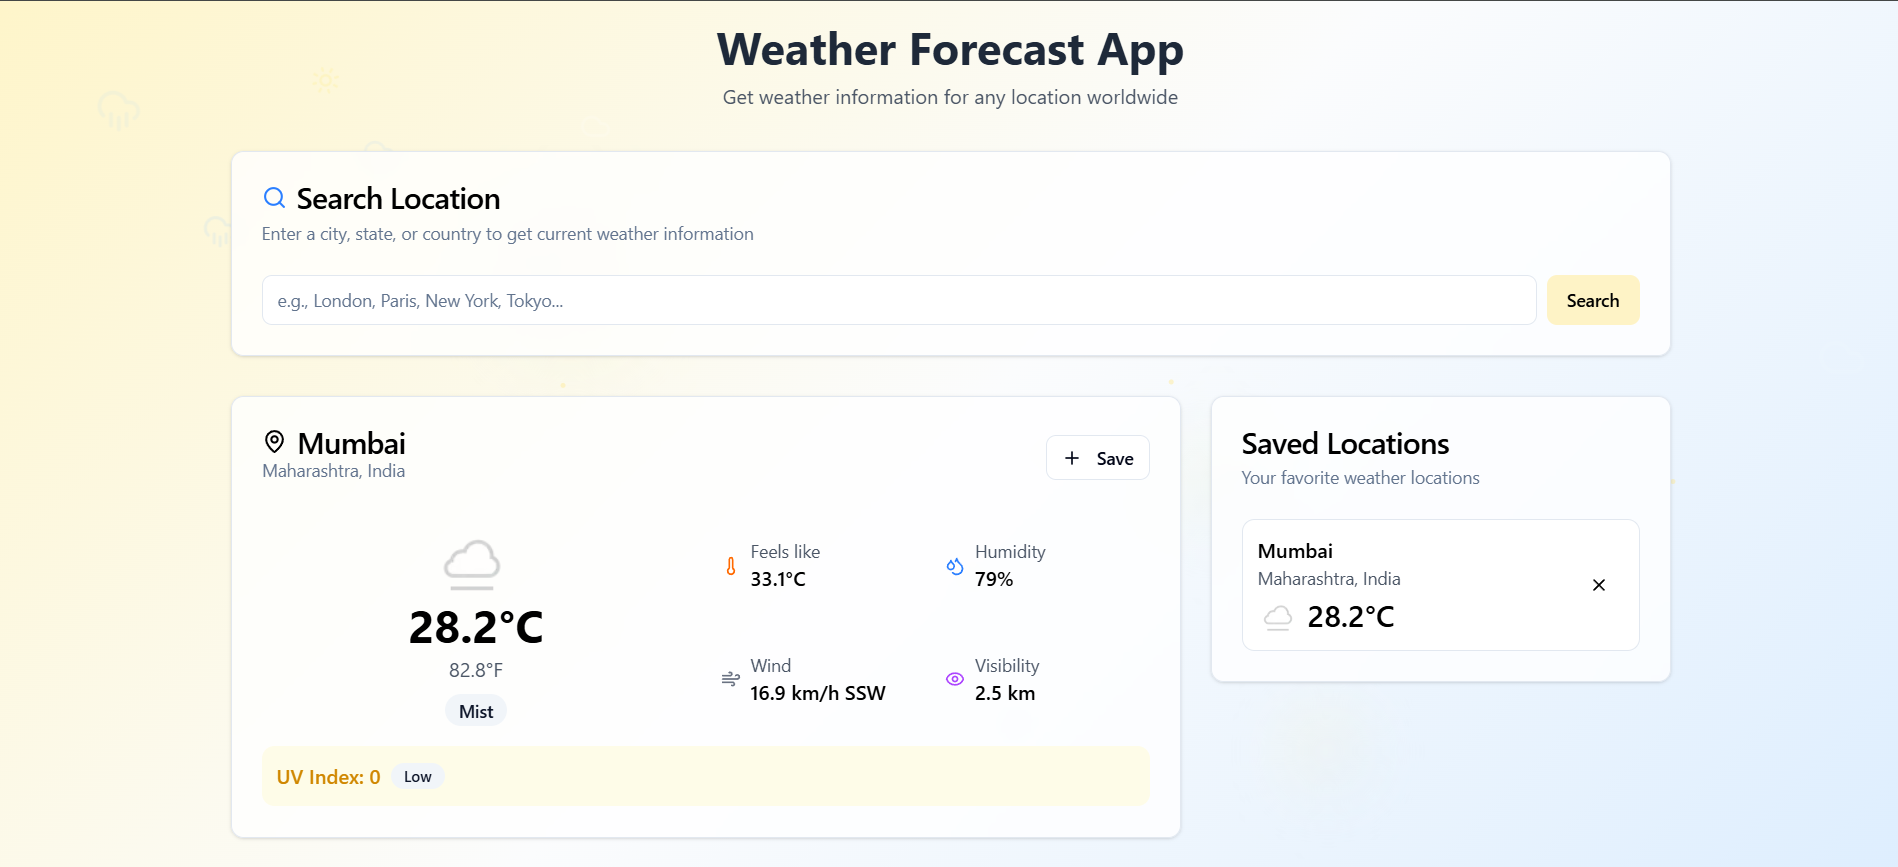 Weather Forecast App
Get weather information for any location worldwide
Search Location
Enter a city, state, or country to get current weather information
e.g., London, Paris, New York, Tokyo...
Search
Mumbai
Maharashtra, India
Save
28.2°C
82.8°F
Mist
Feels like
33.1°C
Humidity
79%
Wind
16.9 km/h SSW
Visibility
2.5 km
UV Index: 0
Low
Saved Locations
Your favorite weather locations
Mumbai
Maharashtra, India
28.2°C